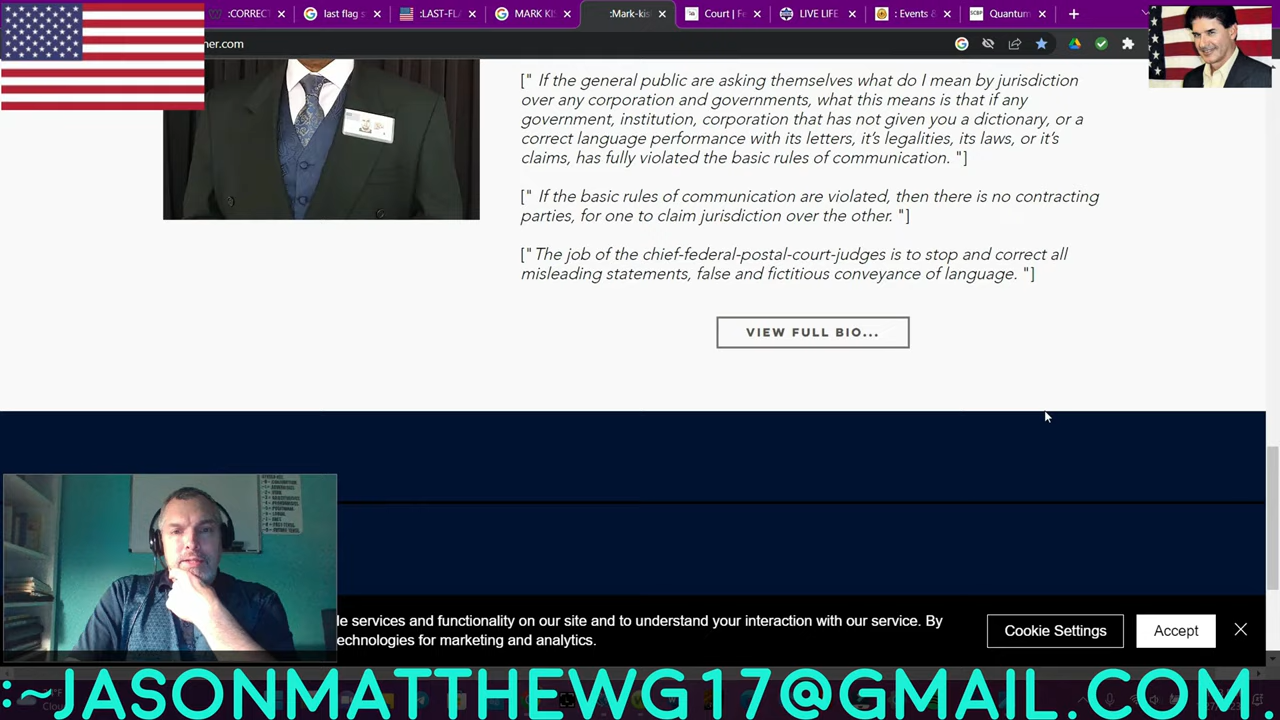 :CORRECT
last flag s
:LAST-FL
MARK KI
:Mark-k
rt | F
LIVE LIFE
: Events &
Quantum
her.com
[" If the general public are asking themselves what do I mean by jurisdiction
over any corporation and governments, what this means is that if any
government, institution, corporation that has not given you a dictionary, or a
correct language performance with its letters, it's legalities, its laws, or it's
claims, has fully violated the basic rules of communication. "]
[" If the basic rules of communication are violated, then there is no contracting
parties, for one to claim jurisdiction over the other. "]
["The job of the chief-federal-postal-court-judges is to stop and correct all
misleading statements, false and fictitious conveyance of language. "]
VIEW FULL BIO...
le services and functionality on our site and to understand your interaction with our service. By
technologies for marketing and analytics.
Cookie Settings
Accept
:~JASONMATTHEWG17@GMAIL.COM.